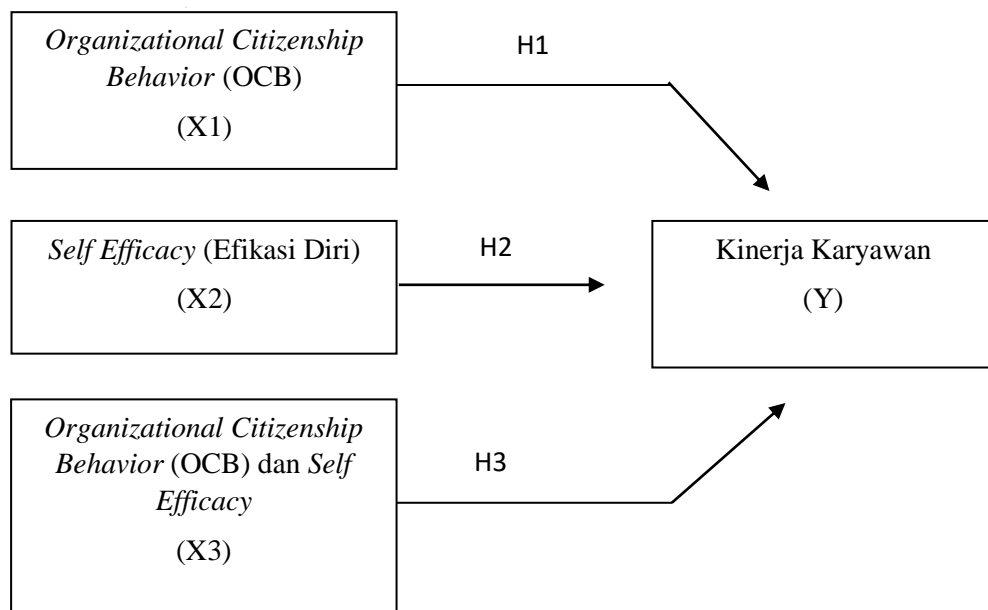 Organizational Citizenship
Behavior (OCB)
(X1)
H1
Self Efficacy (Efikasi Diri)
(X2)
H2
Kinerja Karyawan
(Y)
Organizational Citizenship
Behavior (OCB) dan Self
Efficacy
(X3)
H3